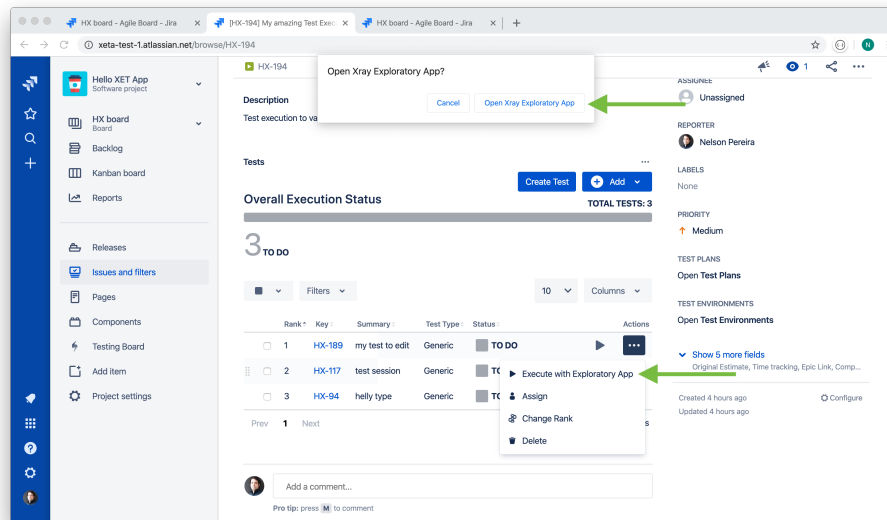 HX board - Agile Board - Jira
[HX-194] My amazing Test Exec
HX board - Agile Board - Jira
xeta-test-1.atlassian.net/browse/HX-194
N
Hello XET App
Software project
HX board
Board
Backlog
Kanban board
Reports
Releases
Issues and filters
Pages
Components
Testing Board
Add item
Project settings
HX-194
1
Open Xray Exploratory App?
Cancel
Open Xray Exploratory App
Description
Test execution to va
Tests
Create Test
Add
Overall Execution Status
TOTAL TESTS: 3
3 TO DO
Filters
10
Columns
Rank Key Summary Test Type Status Actions
1 HX-189 my test to edit Generic TO DO
2 HX-117 test session Generic TO
3 HX-94 helly type Generic TO
Execute with Exploratory App
Assign
Change Rank
Delete
Prev 1 Next
s
Add a comment...
Pro tip: press M to comment
ASSIGNEE
Unassigned
REPORTER
Nelson Pereira
LABELS
None
PRIORITY
Medium
TEST PLANS
Open Test Plans
TEST ENVIRONMENTS
Open Test Environments
Show 5 more fields
Original Estimate, Time tracking, Epic Link, Comp...
Created 4 hours ago
Configure
Updated 4 hours ago